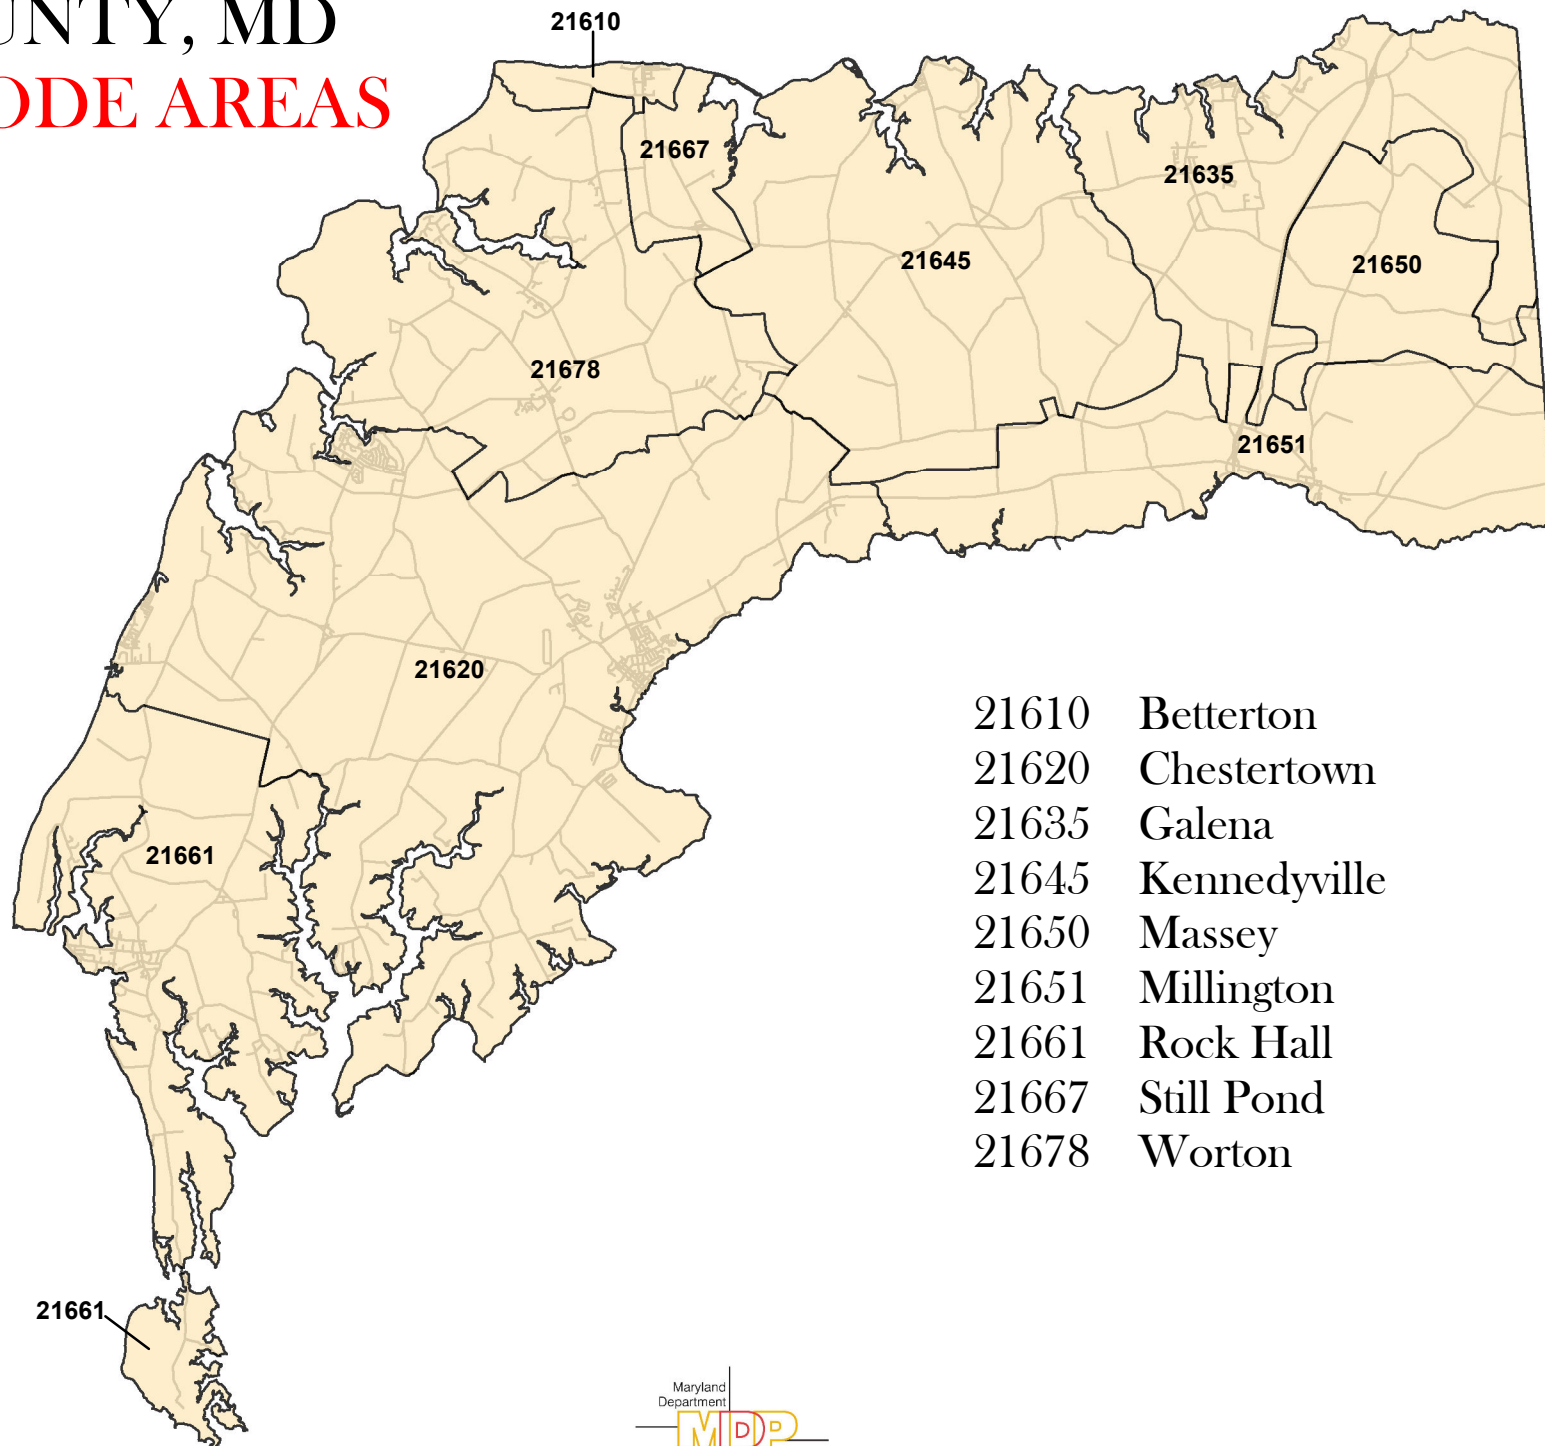 UNTY, MD
ODE AREAS
21610
21667
21635
21645
21650
21678
21651
21620
21661
21661
21610 Betterton
21620 Chestertown
21635 Galena
21645 Kennedyville
21650 Massey
21651 Millington
21661 Rock Hall
21667 Still Pond
21678 Worton
Maryland
Department
MDP